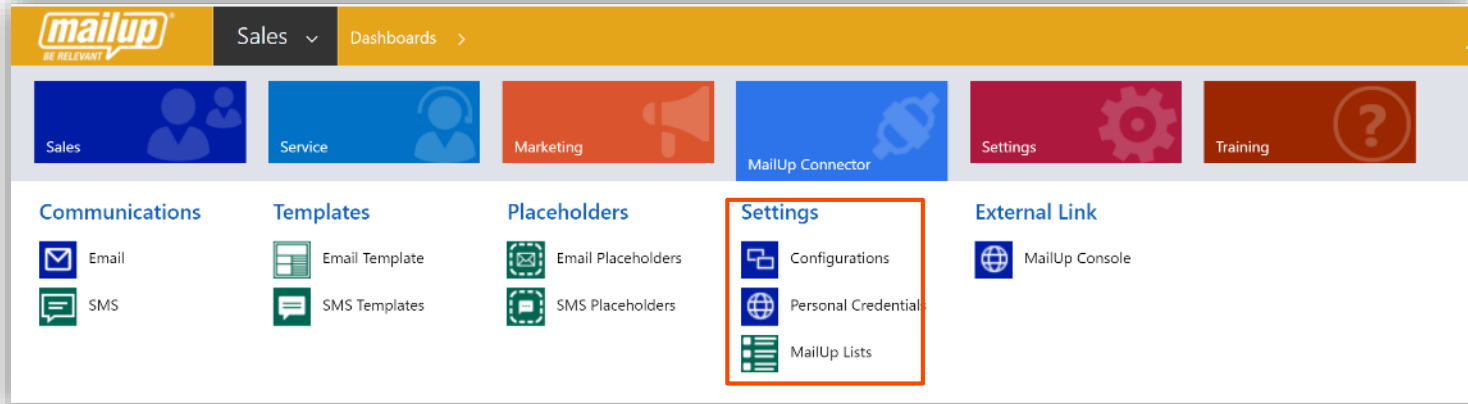 mailup®
BE RELEVANT
Sales
Dashboards >
Sales
Service
Marketing
MailUp Connector
Settings
Training
?
Communications
Email
SMS
Templates
Email Template
SMS Templates
Placeholders
Email Placeholders
SMS Placeholders
Settings
Configurations
Personal Credentials
MailUp Lists
External Link
MailUp Console